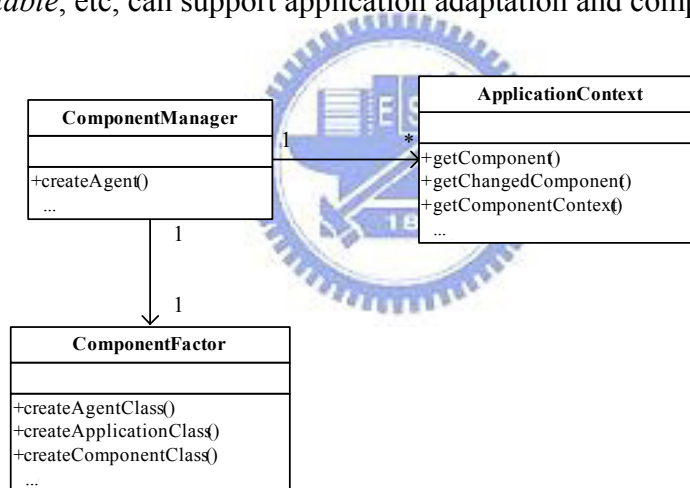 able, etc, can support application adaptation and comp
ComponentManager
+createAgent()
...
1
*
ApplicationContext
+getComponent()
+getChangedComponent()
+getComponentContext()
...
1
1
ComponentFactor
+createAgentClass()
+createApplicationClass()
+createComponentClass()
...